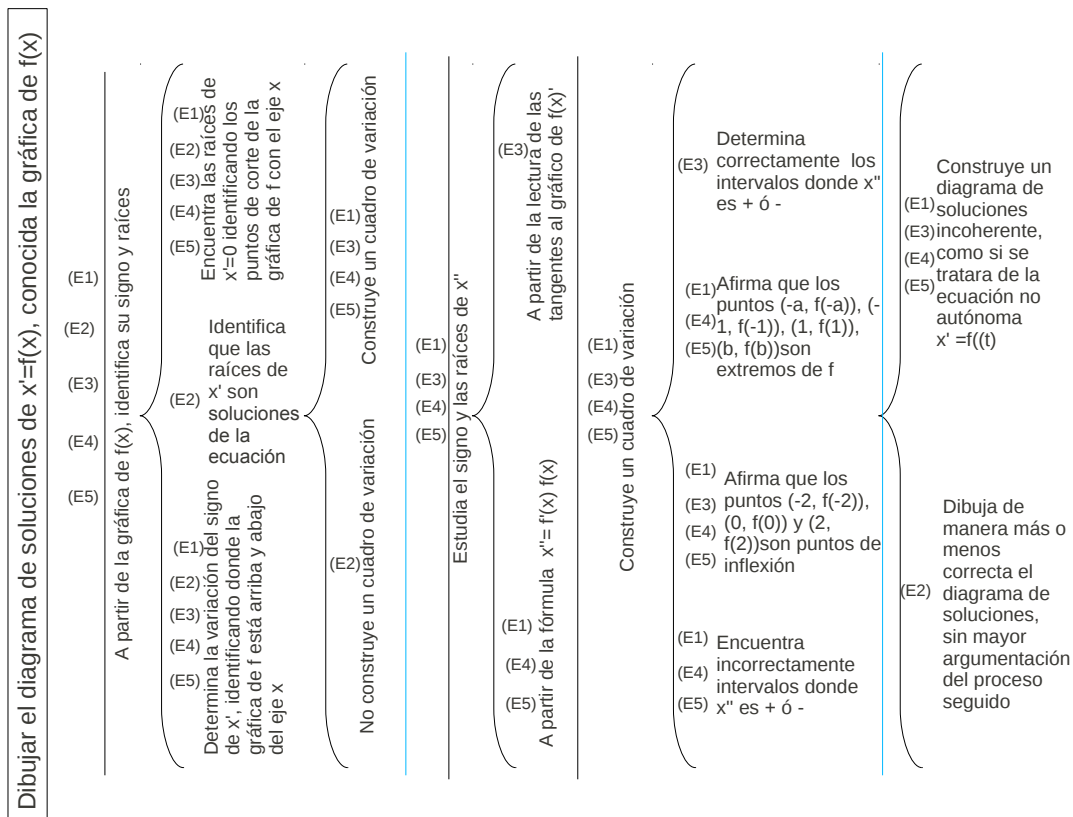 Dibujar el diagrama de soluciones de x'=f(x), conocida la gráfica de f(x)
(E1)
(E2)
(E3)
(E4)
(E5)
A partir de la gráfica de f(x), identifica su signo y raíces
(E1)
(E2)
(E3)
(E4)
(E5)
Encuentra las raíces de
x'=0 identificando los
puntos de corte de la
gráfica de f con el eje x
(E2)
Identifica
que las
raíces de
x' son
soluciones
de la
ecuación
(E1)
(E2)
(E3)
(E4)
(E5)
Determina la variación del signo
de x', identificando donde la
gráfica de f está arriba y abajo
del eje x
(E1)
(E3)
(E4)
(E5)
Construye un cuadro de variación
(E2)
No construye un cuadro de variación
(E1)
(E3)
(E4)
(E5)
Estudia el signo y las raíces de x''
(E3)
A partir de la lectura de las
tangentes al gráfico de f(x)'
(E1)
(E4)
(E5)
A partir de la fórmula x''= f'(x) f(x)
(E1)
(E3)
(E4)
(E5)
Construye un cuadro de variación
(E3)
Determina
correctamente los
intervalos donde x''
es + ó -
(E1)
(E4)
(E5)
Afirma que los
puntos (-a, f(-a)), (-
1, f(-1)), (1, f(1)),
(b, f(b))son
extremos de f
(E1)
(E3)
(E4)
(E5)
Afirma que los
puntos (-2, f(-2)),
(0, f(0)) y (2,
f(2))son puntos de
inflexión
(E1)
(E4)
(E5)
Encuentra
incorrectamente
intervalos donde
x'' es + ó -
(E1)
(E3)
(E4)
(E5)
Construye un
diagrama de
soluciones
incoherente,
como si se
tratara de la
ecuación no
autónoma
x' =f((t)
(E2)
Dibuja de
manera más o
menos
correcta el
diagrama de
soluciones,
sin mayor
argumentación
del proceso
seguido